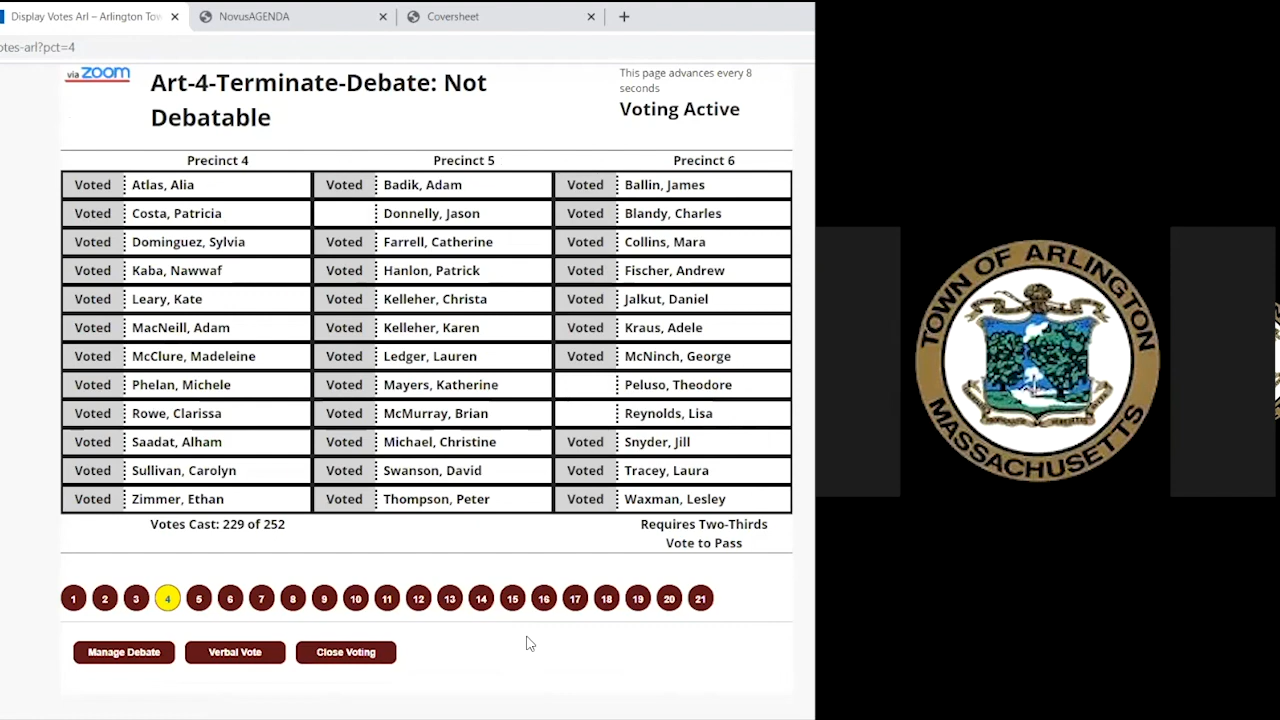 Display Votes Arl – Arlington Tow
NovusAGENDA
Coversheet
otes-arl?pct=4
via zoom
Art-4-Terminate-Debate: Not
Debatable
This page advances every 8
seconds
Voting Active
Precinct 4 Precinct 5 Precinct 6
Voted Atlas, Alia Voted Badik, Adam Voted Ballin, James
Voted Costa, Patricia Donnelly, Jason Voted Blandy, Charles
Voted Dominguez, Sylvia Voted Farrell, Catherine Voted Collins, Mara
Voted Kaba, Nawwaf Voted Hanlon, Patrick Voted Fischer, Andrew
Voted Leary, Kate Voted Kelleher, Christa Voted Jalkut, Daniel
Voted MacNeill, Adam Voted Kelleher, Karen Voted Kraus, Adele
Voted McClure, Madeleine Voted Ledger, Lauren Voted McNinch, George
Voted Phelan, Michele Voted Mayers, Katherine Peluso, Theodore
Voted Rowe, Clarissa Voted McMurray, Brian Reynolds, Lisa
Voted Saadat, Alham Voted Michael, Christine Voted Snyder, Jill
Voted Sullivan, Carolyn Voted Swanson, David Voted Tracey, Laura
Voted Zimmer, Ethan Voted Thompson, Peter Voted Waxman, Lesley
Votes Cast: 229 of 252
Requires Two-Thirds
Vote to Pass
1 2 3 4 5 6 7 8 9 10 11 12 13 14 15 16 17 18 19 20 21
Manage Debate Verbal Vote Close Voting
TOWN OF ARLINGTON
MASSACHUSETTS